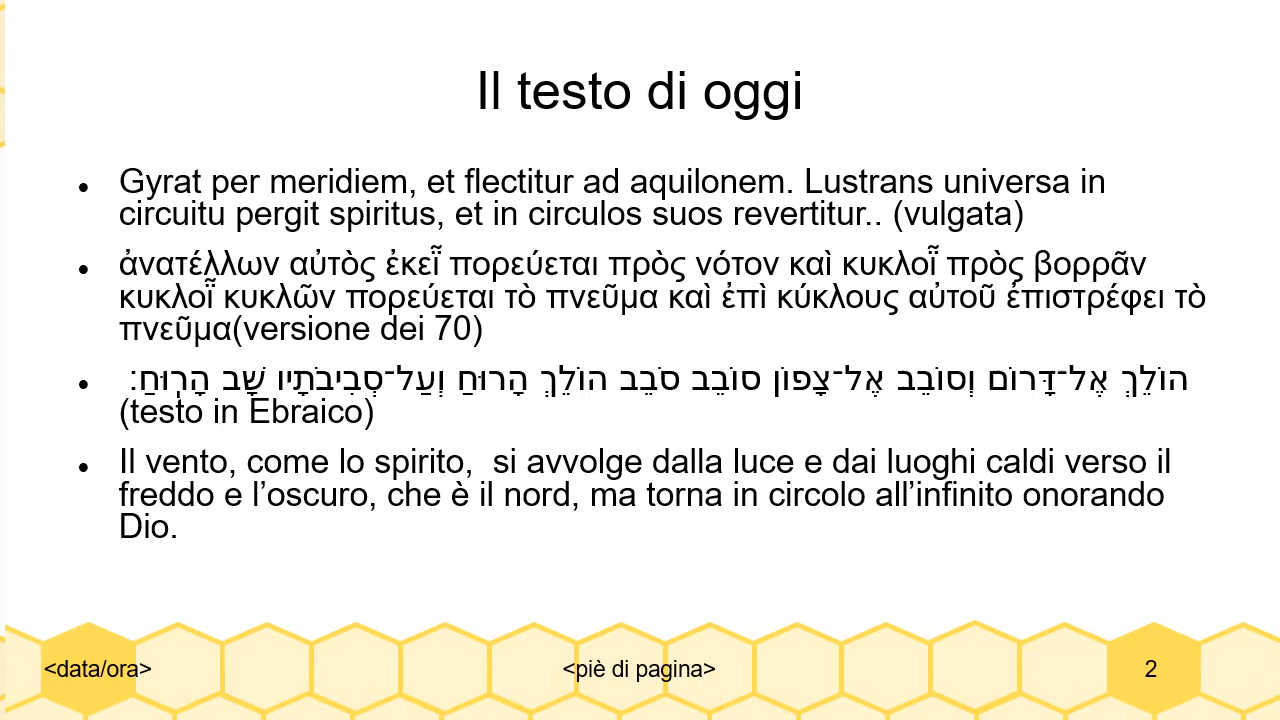 Il testo di oggi
Gyrat per meridiem, et flectitur ad aquilonem. Lustrans universa in
circuitu pergit spiritus, et in circulos suos revertitur.. (vulgata)
ἀνατέλλων αὐτὸς ἐκεῖ πορεύεται πρὸς νότον καὶ κυκλοῖ πρὸς βορρᾶν
κυκλοῖ κυκλῶν πορεύεται τὸ πνεῦμα καὶ ἐπὶ κύκλους αὐτοῦ ἐπιστρέφει τὸ
πνεῦμα(versione dei 70)
הוֹלֵךְ אֶל־דָּרוֹם וְסוֹבֵב אֶל־צָפוֹן סוֹבֵב סֹבֵב הוֹלֵךְ הָרוּחַ וְעַל־סְבִיבֹתָיו שָׁב הָרֽוּחַ׃
(testo in Ebraico)
Il vento, come lo spirito,  si avvolge dalla luce e dai luoghi caldi verso il
freddo e l’oscuro, che è il nord, ma torna in circolo all’infinito onorando
Dio.
<data/ora>
<piè di pagina>
2